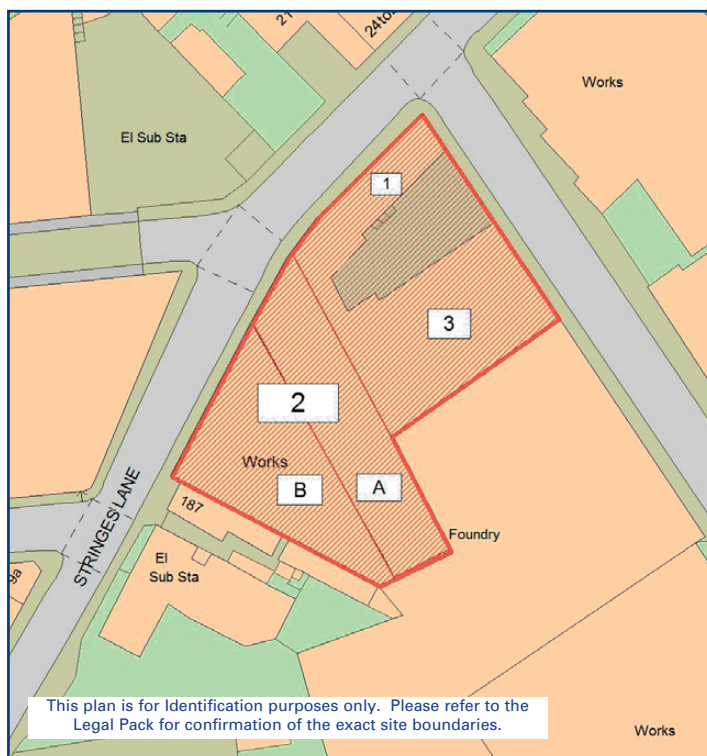 24to
Works
El Sub Sta
1
3
2
Works
B
A
187
Foundry
STRINGES LANE
El
Sub Sta
9a
This plan is for Identification purposes only. Please refer to the
Legal Pack for confirmation of the exact site boundaries.
Works